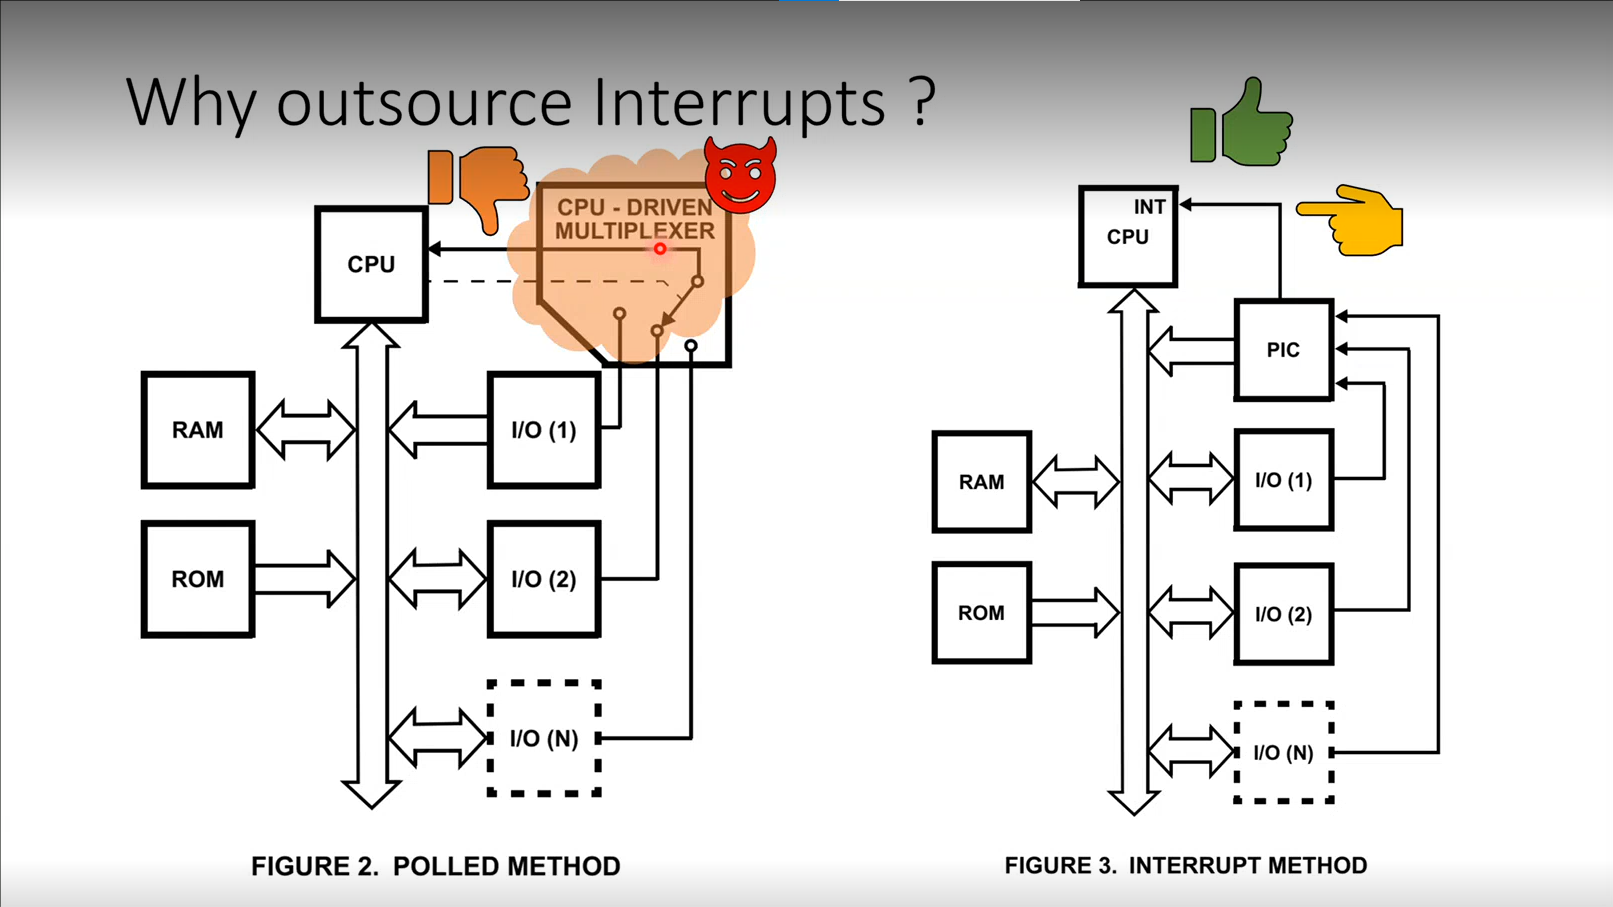 Why outsource Interrupts ?
CPU - DRIVEN
MULTIPLEXER
CPU
RAM
I/O (1)
ROM
I/O (2)
I/O (N)
FIGURE 2. POLLED METHOD
INT
CPU
PIC
RAM
I/O (1)
ROM
I/O (2)
I/O (N)
FIGURE 3. INTERRUPT METHOD